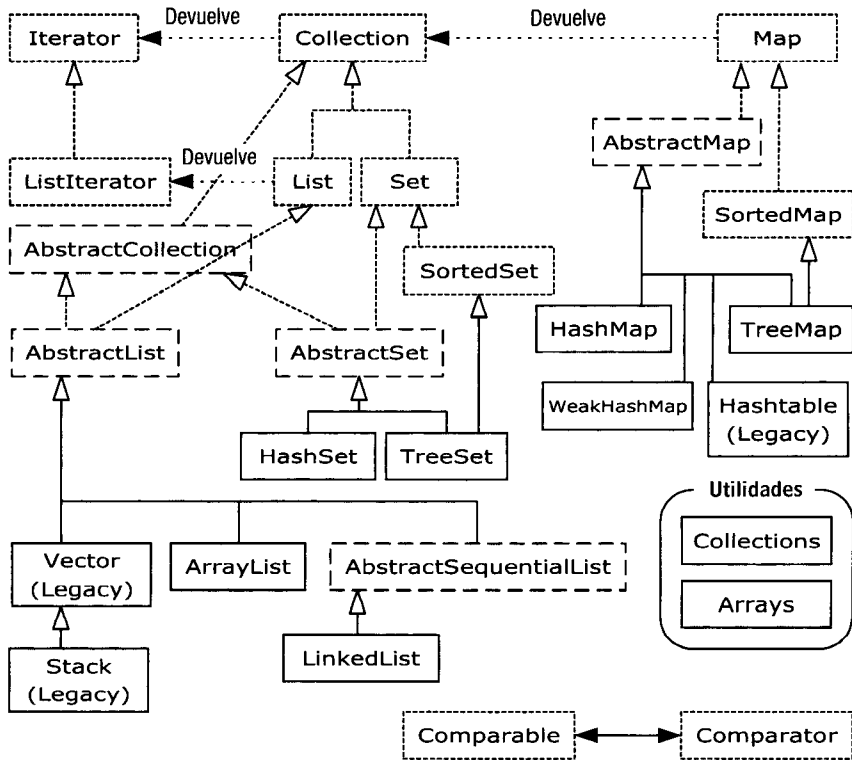 Devuelve
Devuelve
Iterator
Collection
Map
AbstractMap
Devuelve
ListIterator
List
Set
SortedMap
AbstractCollection
SortedSet
HashMap
TreeMap
AbstractList
AbstractSet
WeakHashMap
Hashtable
(Legacy)
HashSet
TreeSet
Utilidades
Collections
Vector
(Legacy)
ArrayList
AbstractSequentialList
Arrays
LinkedList
Stack
(Legacy)
Comparable
Comparator